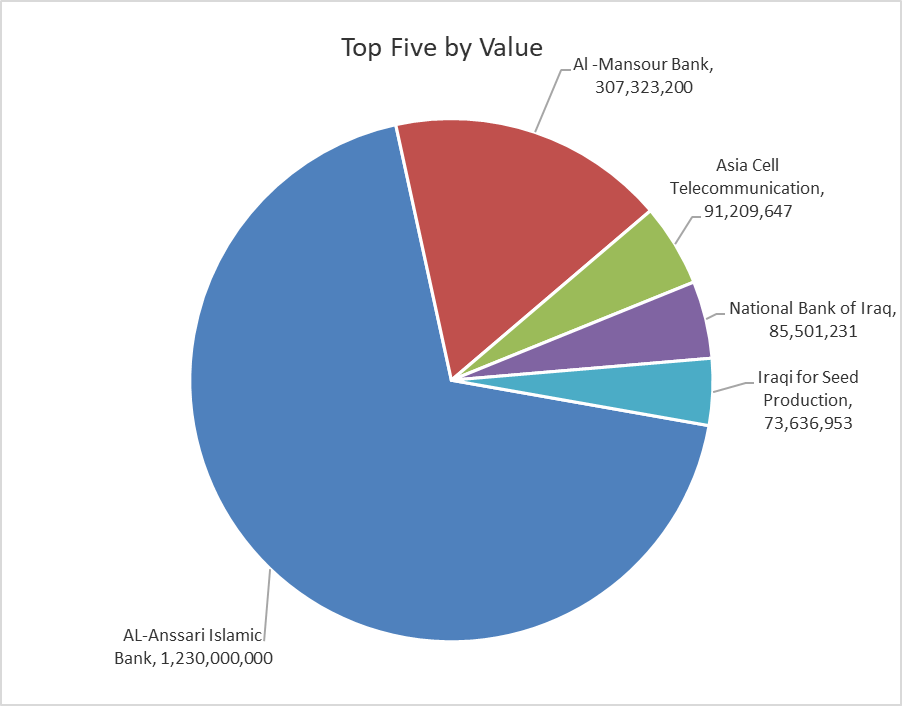 Top Five by Value
Al -Mansour Bank,
307,323,200
Asia Cell
Telecommunication,
91,209,647
National Bank of Iraq,
85,501,231
Iraqi for Seed
Production,
73,636,953
AL-Anssari Islamic
Bank, 1,230,000,000